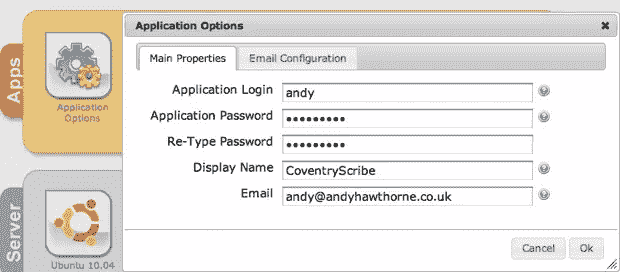 Application Options
Main Properties
Email Configuration
Application Login
andy
Application Password
•••••••••
Re-Type Password
•••••••••
Display Name
CoventryScribe
Email
andy@andyhawthorne.co.uk
Cancel
Ok
Apps
Application
Options
Server
Ubuntu 10.04